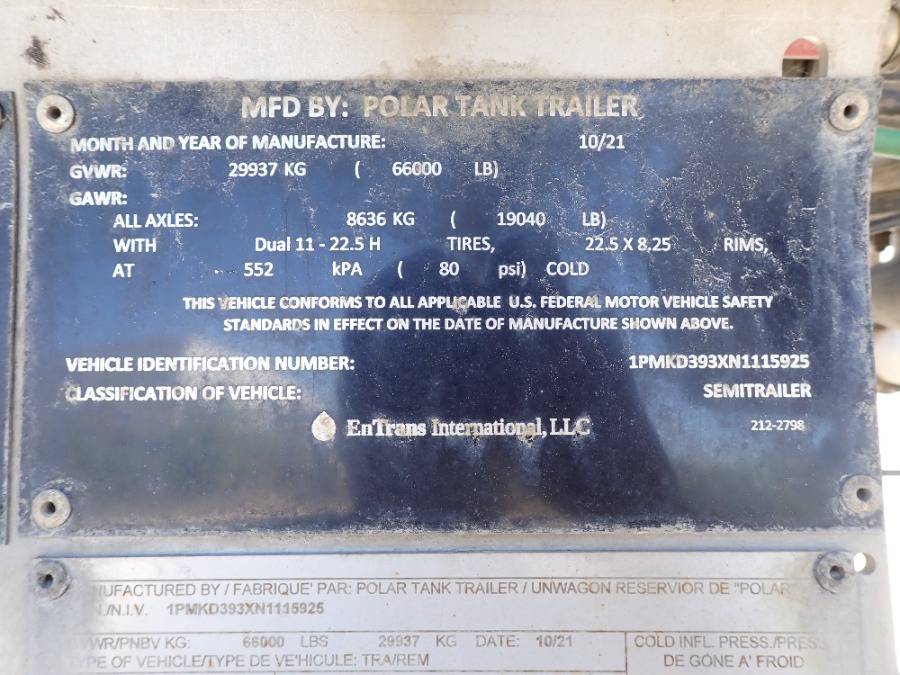 MFD BY: POLAR TANK TRAILER
MONTH AND YEAR OF MANUFACTURE: 10/21
GVWR: 29937 KG ( 66000 LB)
GAWR:
ALL AXLES: 8636 KG ( 19040 LB)
WITH Dual 11 - 22.5 H TIRES, 22.5 X 8.25 RIMS,
AT 552 kPA ( 80 psi) COLD
THIS VEHICLE CONFORMS TO ALL APPLICABLE U.S. FEDERAL MOTOR VEHICLE SAFETY
STANDARDS IN EFFECT ON THE DATE OF MANUFACTURE SHOWN ABOVE.
VEHICLE IDENTIFICATION NUMBER: 1PMKD393XN1115925
CLASSIFICATION OF VEHICLE: SEMITRAILER
EnTrans International, LLC 212-2798
NUFACTURED BY / FABRIQUE' PAR: POLAR TANK TRAILER / UNWAGON RESERVIOR DE "POLAR
./N.I.V. 1PMKD393XN1115925
WR/PNBV KG: 66000 LBS 29937 KG DATE: 10/21 COLD INFL. PRESS./PRESS.
YPE OF VEHICLE/TYPE DE VE'HICULE: TRA/REM DE GONE A' FROID